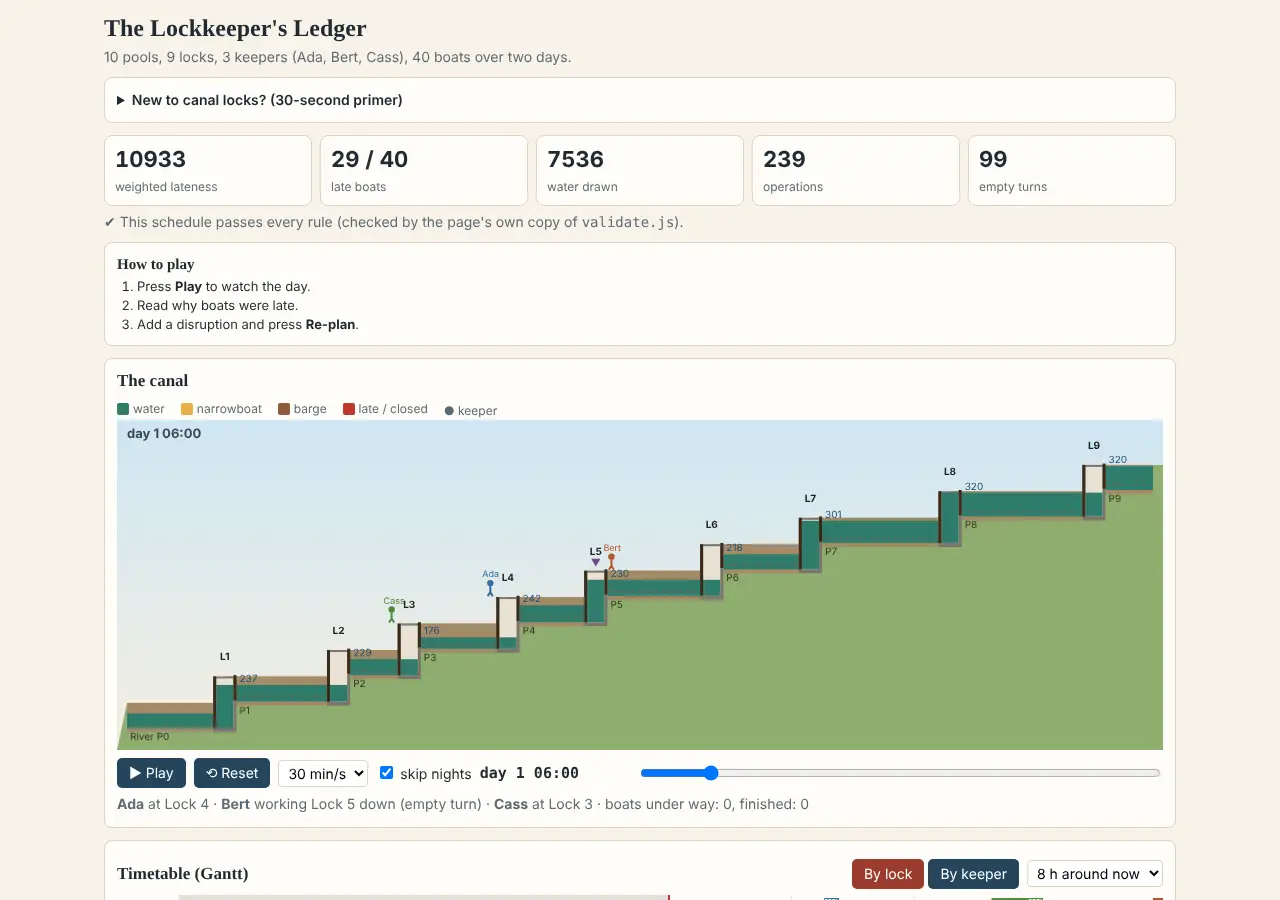 The Lockkeeper's Ledger
10 pools, 9 locks, 3 keepers (Ada, Bert, Cass), 40 boats over two days.
▶ New to canal locks? (30-second primer)
10933
weighted lateness
29 / 40
late boats
7536
water drawn
239
operations
99
empty turns
✔ This schedule passes every rule (checked by the page's own copy of validate.js).
How to play
1. Press Play to watch the day.
2. Read why boats were late.
3. Add a disruption and press Re-plan.
The canal
water narrowboat barge late / closed keeper
day 1 06:00
L9
320
P9
L8
320
P8
L7
301
P7
L6
218
P6
L5
Bert
230
P5
Ada
L4
242
P4
Cass
L3
176
P3
L2
229
P2
L1
237
P1
River P0
▶ Play ⟲ Reset 30 min/s skip nights day 1 06:00
Ada at Lock 4 · Bert working Lock 5 down (empty turn) · Cass at Lock 3 · boats under way: 0, finished: 0
Timetable (Gantt) By lock By keeper 8 h around now